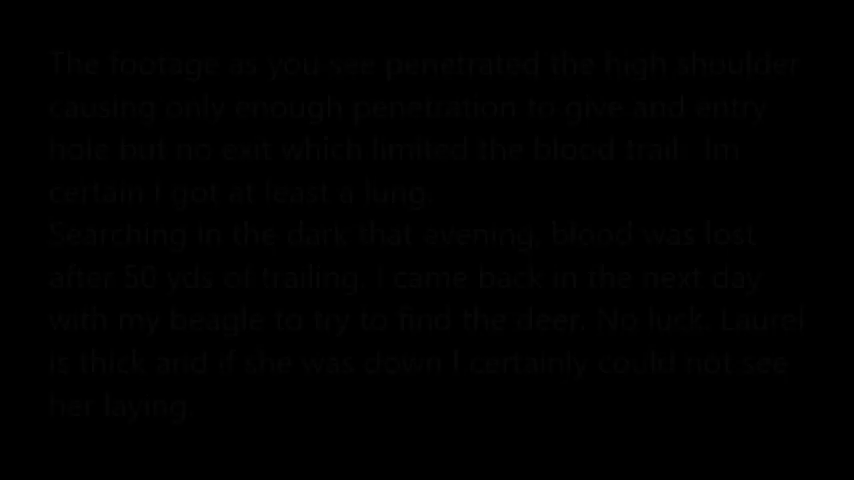 The footage as you see penetrated the high shoulder
causing only enough penetration to give and entry
hole but no exit which limited the blood trail. Im
certain I got at least a lung.
Searching in the dark that evening, blood was lost
after 50 yds of trailing. I came back in the next day
with my beagle to try to find the deer. No luck. Laurel
is thick and if she was down I certainly could not see
her laying.